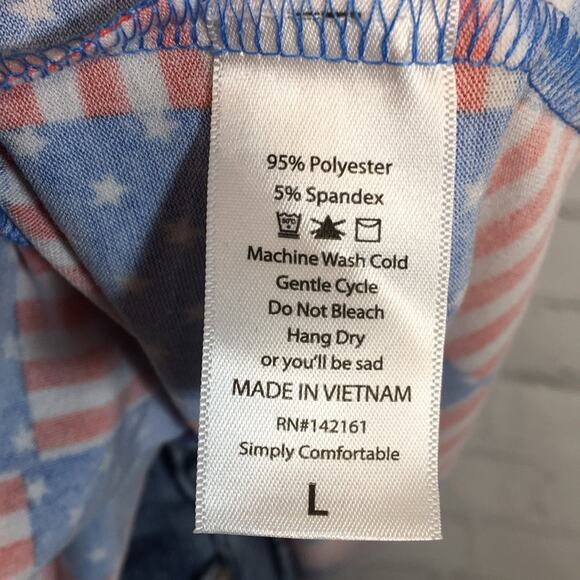 95% Polyester
5% Spandex
Machine Wash Cold
Gentle Cycle
Do Not Bleach
Hang Dry
or you'll be sad
MADE IN VIETNAM
RN#142161
Simply Comfortable
L